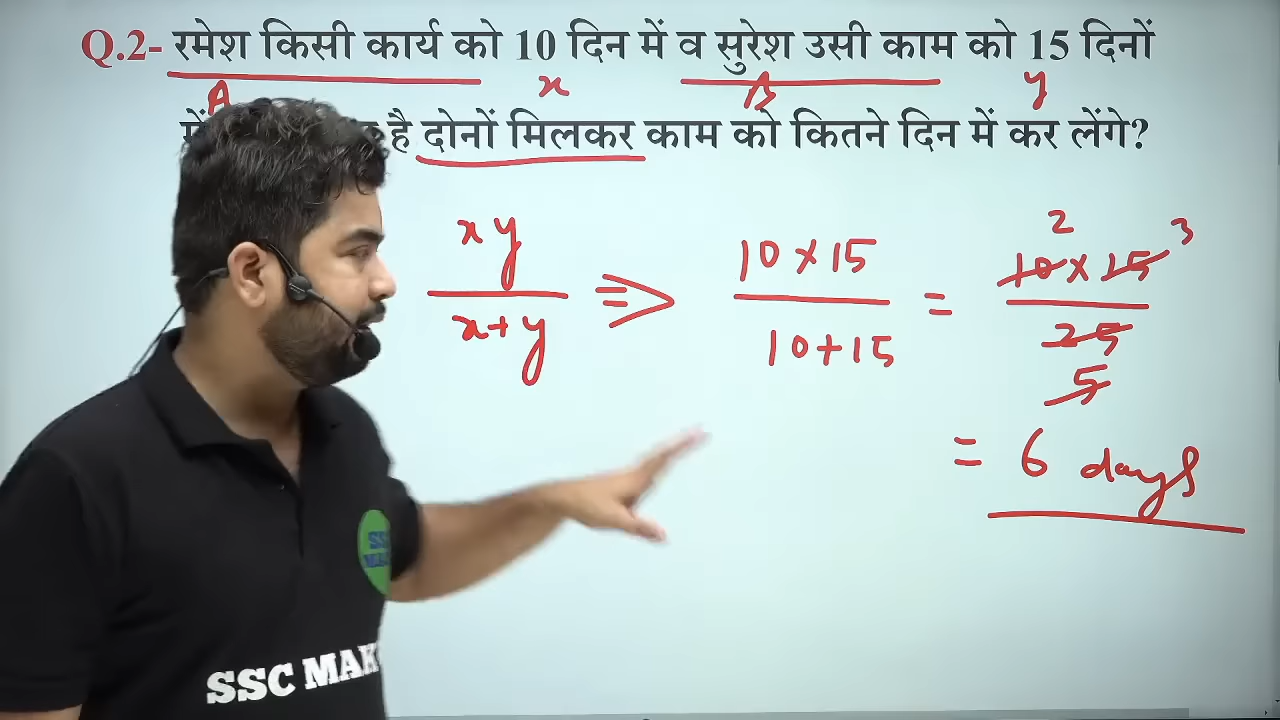 Q.2- रमेश किसी कार्य को 10 दिन में व सुरेश उसी काम को 15 दिनों
A x B y
में है दोनों मिलकर काम को कितने दिन में कर लेंगे?
xy / x+y ⇒ 10×15 / 10+15 = 10×15 / 25
2 3
5
= 6 days
SSC
SSC MAK